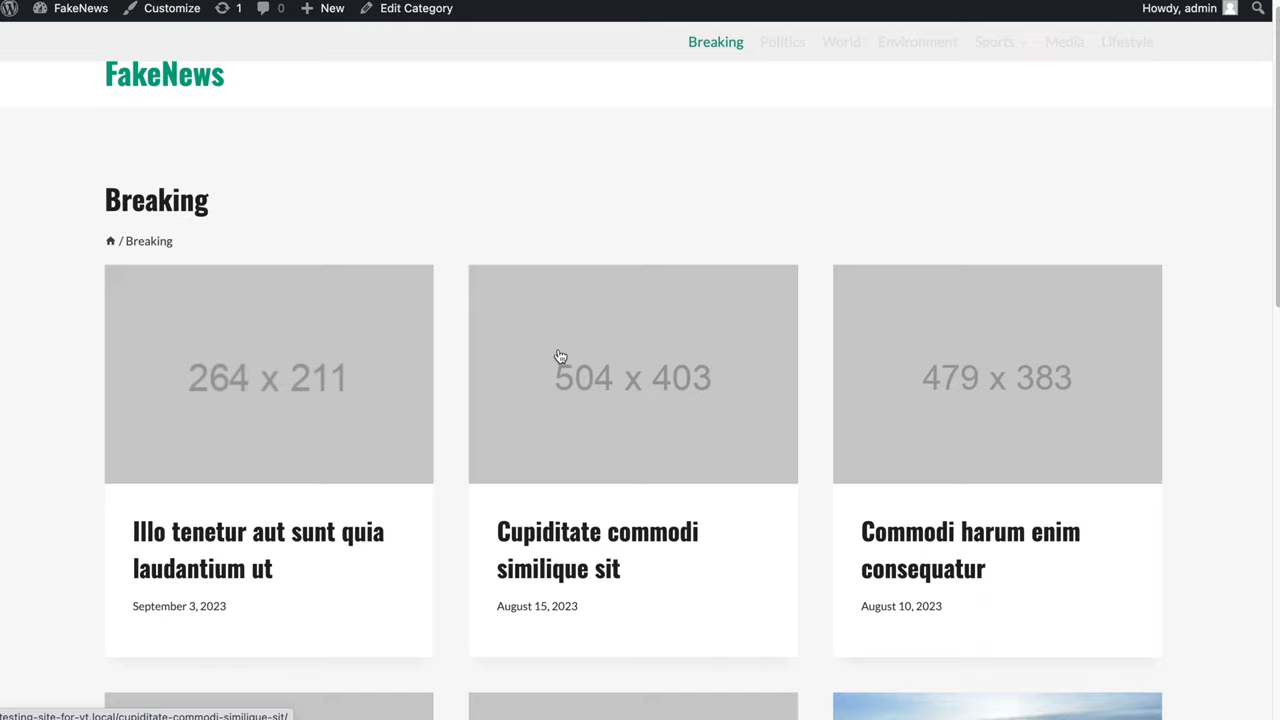 FakeNews Customize 1 0 New Edit Category Howdy, admin
Breaking Politics World Environment Sports Media Lifestyle
FakeNews
Breaking
/ Breaking
264 x 211
504 x 403
479 x 383
Illo tenetur aut sunt quia
laudantium ut
September 3, 2023
Cupiditate commodi
similique sit
August 15, 2023
Commodi harum enim
consequatur
August 10, 2023
testing-site-for-yt.local/cupiditate-commodi-similique-sit/